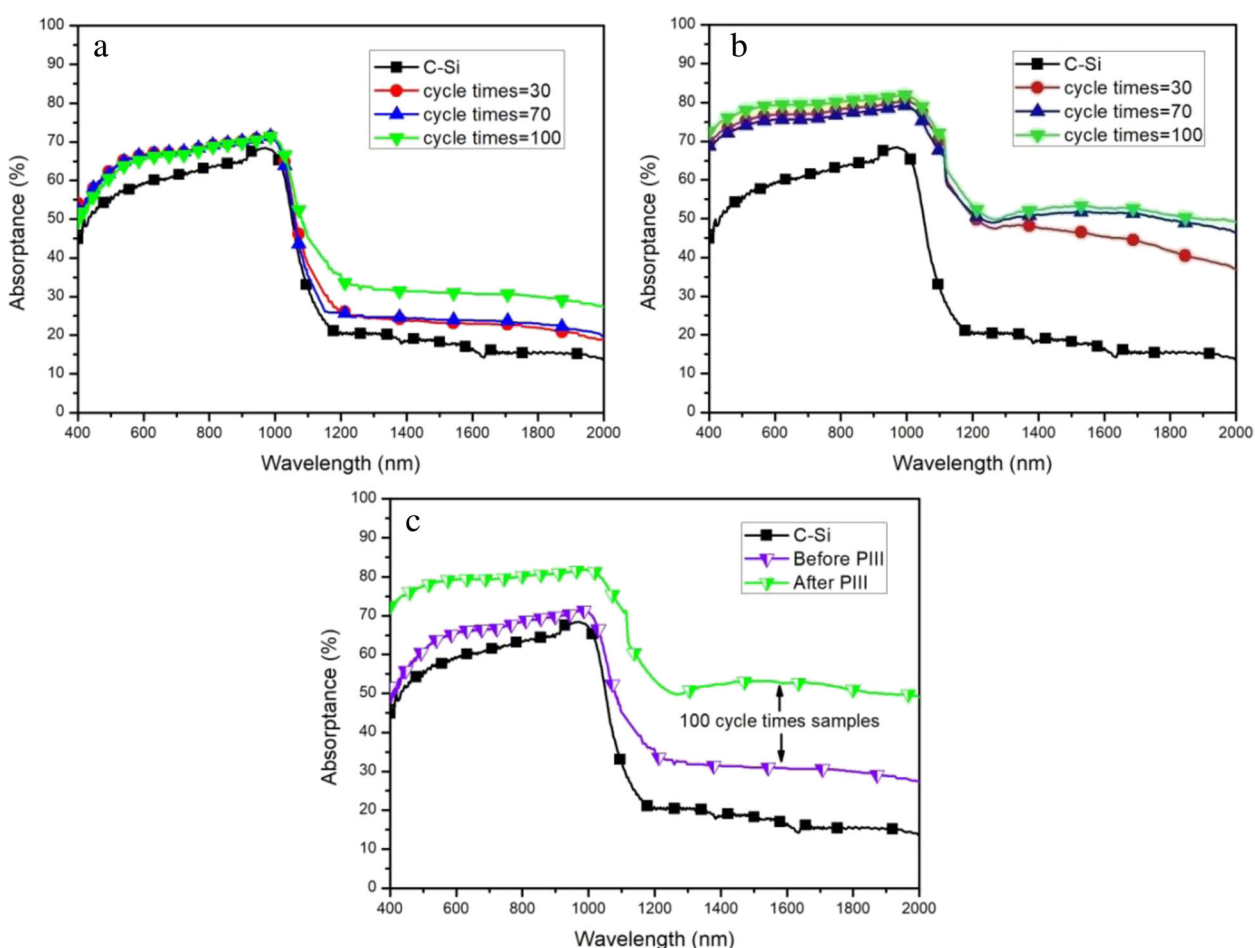 a
C-Si
cycle times=30
cycle times=70
cycle times=100
Absorptance (%)
100
90
80
70
60
50
40
30
20
10
0
400 600 800 1000 1200 1400 1600 1800 2000
Wavelength (nm)
b
C-Si
cycle times=30
cycle times=70
cycle times=100
Absorptance (%)
100
90
80
70
60
50
40
30
20
10
0
400 600 800 1000 1200 1400 1600 1800 2000
Wavelength (nm)
c
C-Si
Before PIII
After PIII
100 cycle times samples
Absorptance (%)
100
90
80
70
60
50
40
30
20
10
0
400 600 800 1000 1200 1400 1600 1800 2000
Wavelength (nm)